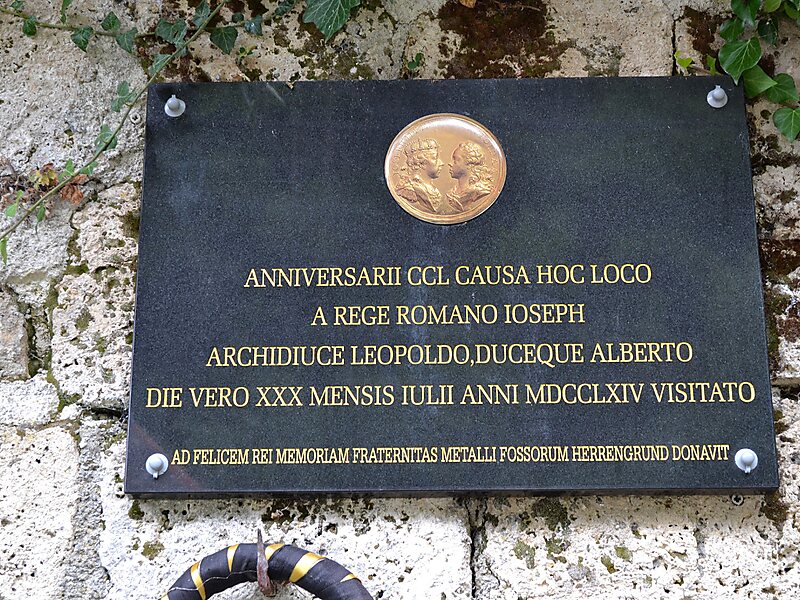 ANNIVERSARII CCL CAUSA HOC LOCO
A REGE ROMANO IOSEPH
ARCHIDIUCE LEOPOLDO,DUCEQUE ALBERTO
DIE VERO XXX MENSIS IULII ANNI MDCCLXIV VISITATO
AD FELICEM REI MEMORIAM FRATERNITAS METALLI FOSSORUM HERRENGRUND DONAVIT